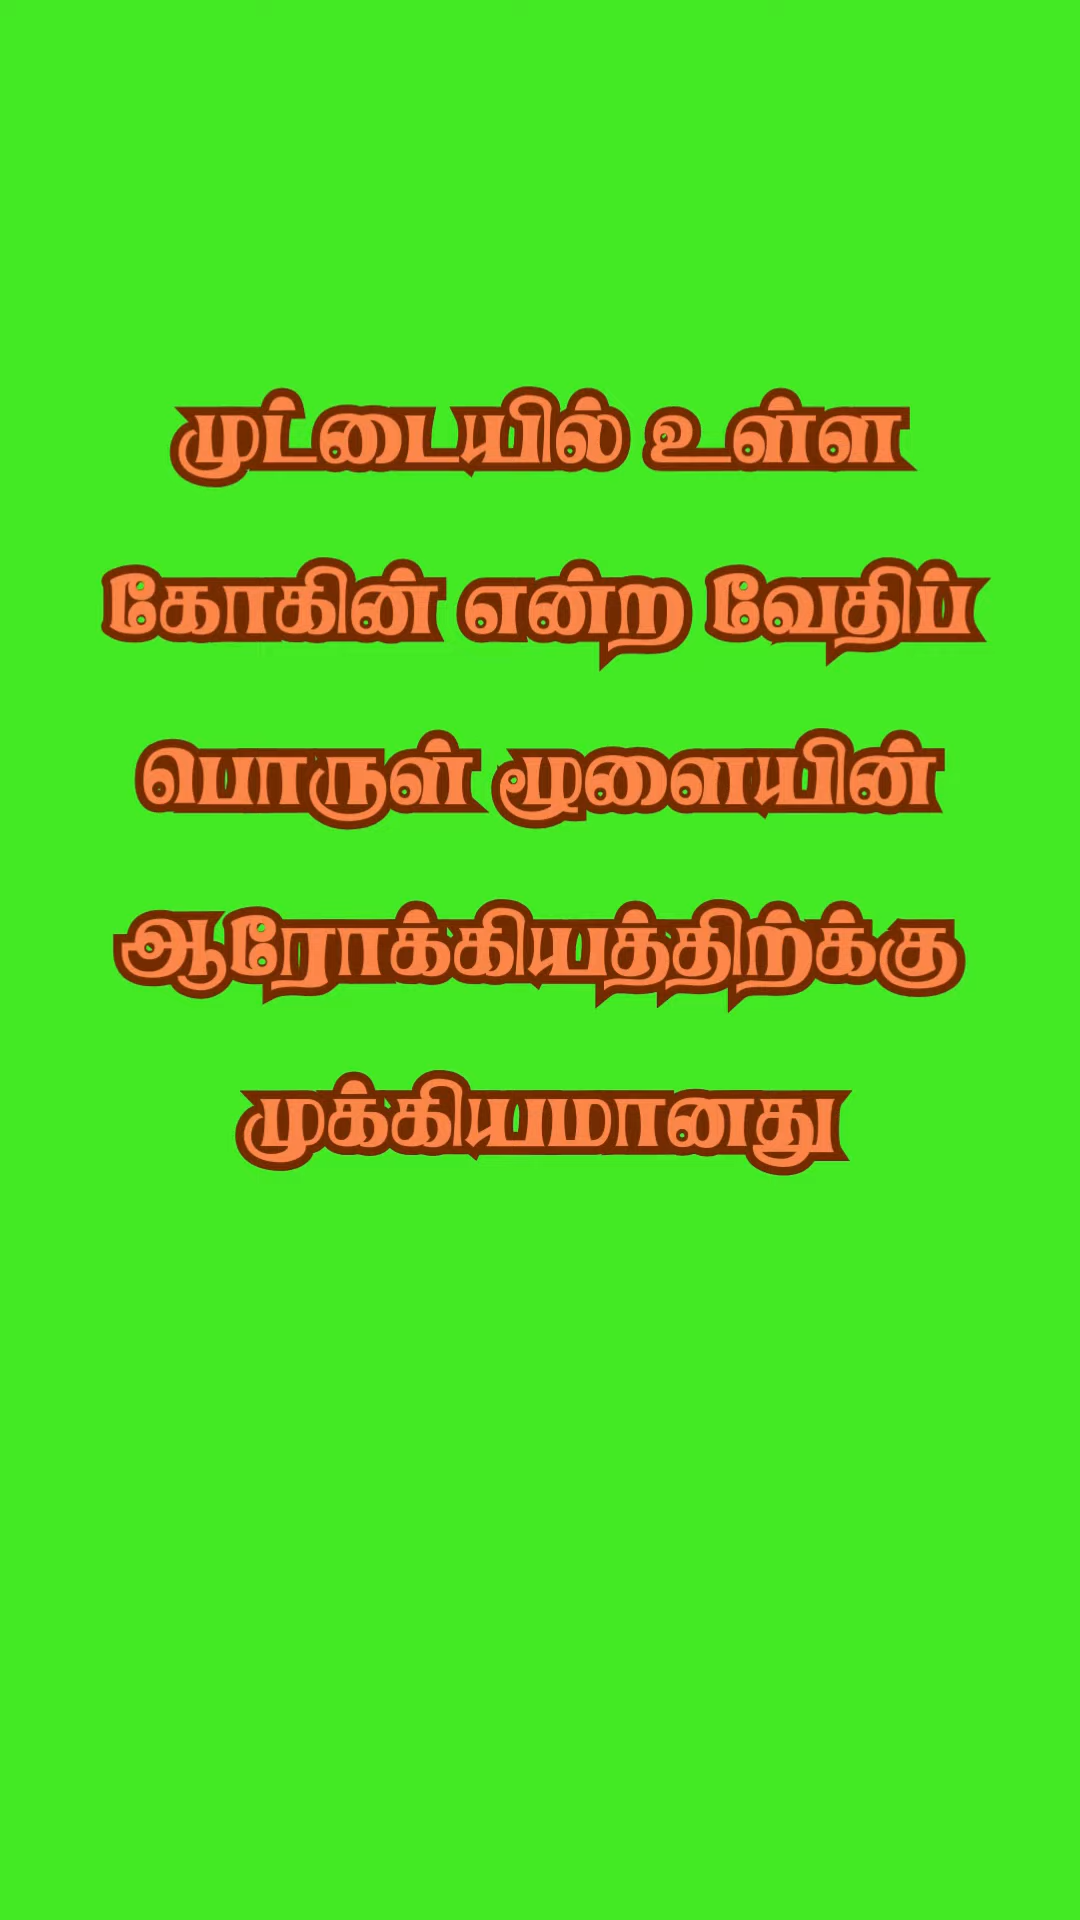 முட்டையில் உள்ள
கோகின் என்ற வேதிப்
பொருள் மூளையின்
ஆரோக்கியத்திற்க்கு
முக்கியமானது